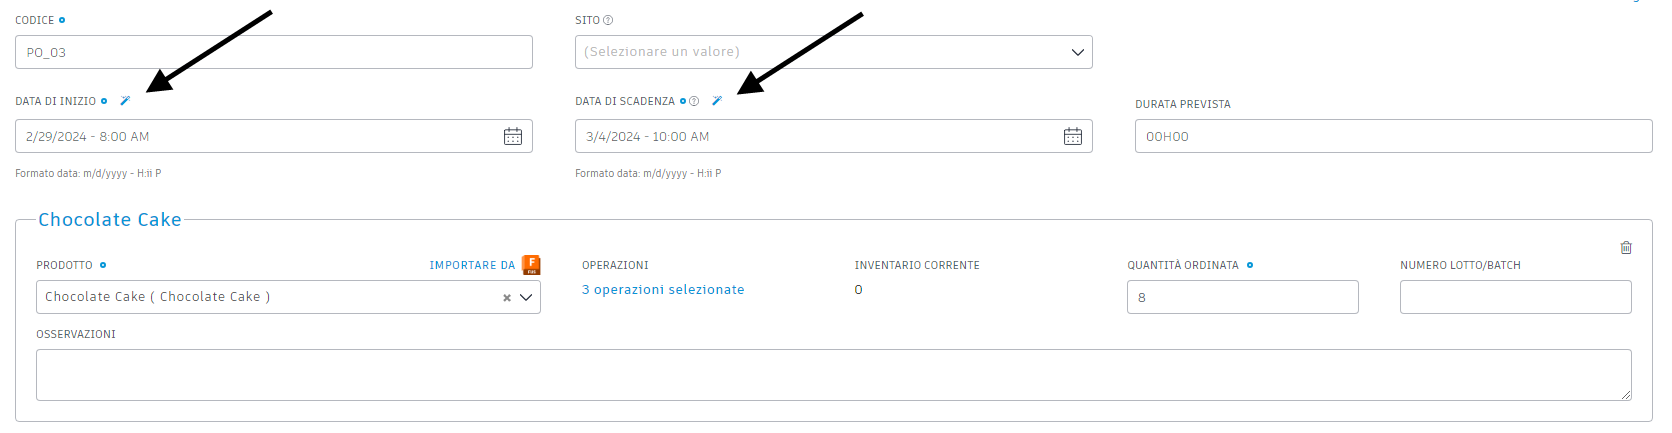 CODICE
SITO
PO_03
(Selezionare un valore)
DATA DI INIZIO
DATA DI SCADENZA
DURATA PREVISTA
2/29/2024 - 8:00 AM
3/4/2024 - 10:00 AM
00H00
Formato data: m/d/yyyy - H:ii P
Formato data: m/d/yyyy - H:ii P
Chocolate Cake
PRODOTTO
IMPORTARE DA
F
OPERAZIONI
INVENTARIO CORRENTE
QUANTITÀ ORDINATA
NUMERO LOTTO/BATCH
Chocolate Cake ( Chocolate Cake )
3 operazioni selezionate
0
8
OSSERVAZIONI